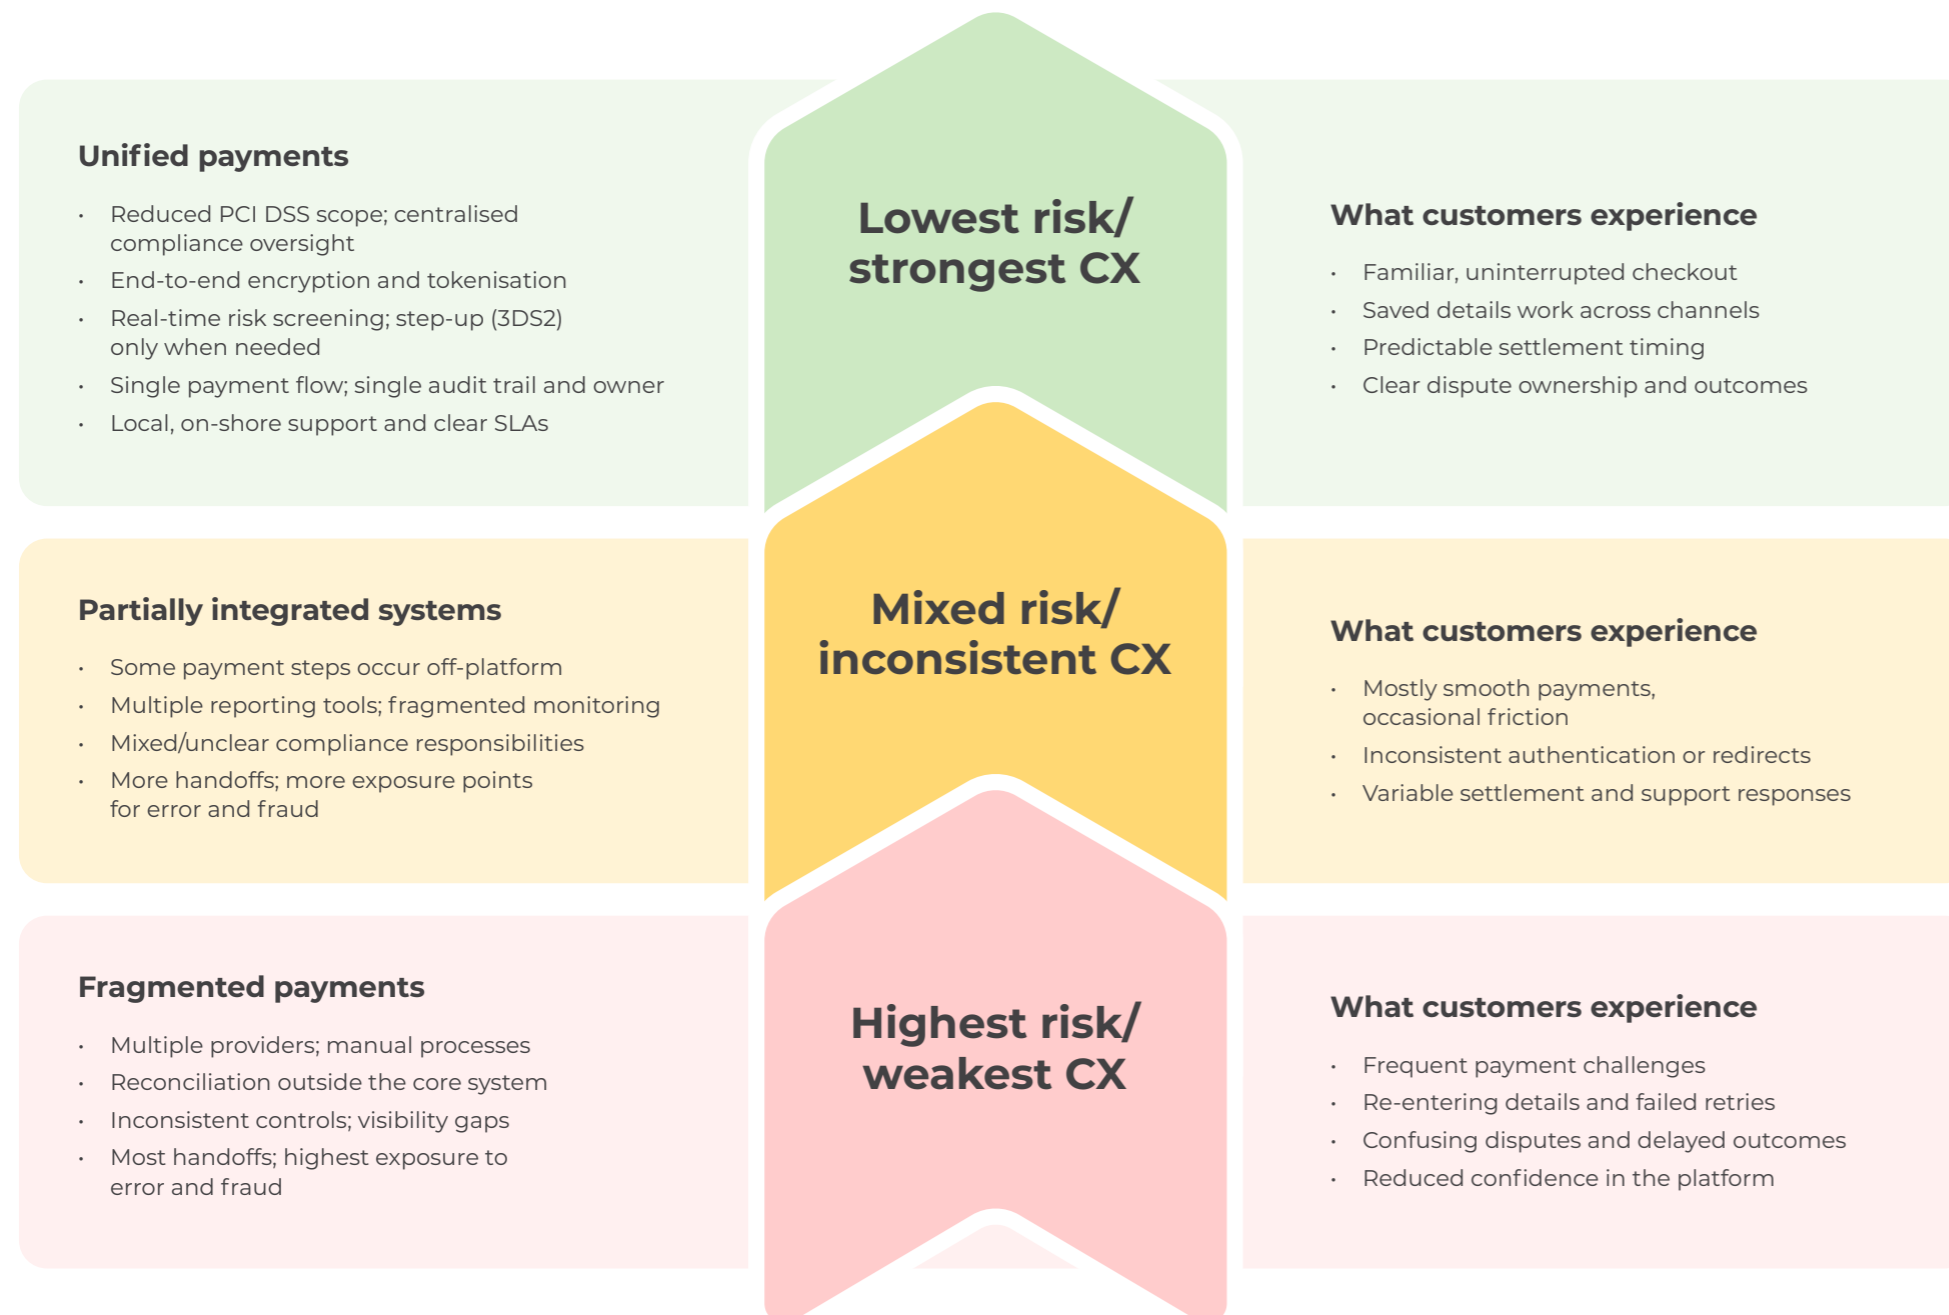 Unified payments
• Reduced PCI DSS scope; centralised
compliance oversight
• End-to-end encryption and tokenisation
• Real-time risk screening; step-up (3DS2)
only when needed
• Single payment flow; single audit trail and owner
• Local, on-shore support and clear SLAs
Lowest risk/
strongest CX
What customers experience
• Familiar, uninterrupted checkout
• Saved details work across channels
• Predictable settlement timing
• Clear dispute ownership and outcomes
Partially integrated systems
• Some payment steps occur off-platform
• Multiple reporting tools; fragmented monitoring
• Mixed/unclear compliance responsibilities
• More handoffs; more exposure points
for error and fraud
Mixed risk/
inconsistent CX
What customers experience
• Mostly smooth payments,
occasional friction
• Inconsistent authentication or redirects
• Variable settlement and support responses
Fragmented payments
• Multiple providers; manual processes
• Reconciliation outside the core system
• Inconsistent controls; visibility gaps
• Most handoffs; highest exposure to
error and fraud
Highest risk/
weakest CX
What customers experience
• Frequent payment challenges
• Re-entering details and failed retries
• Confusing disputes and delayed outcomes
• Reduced confidence in the platform